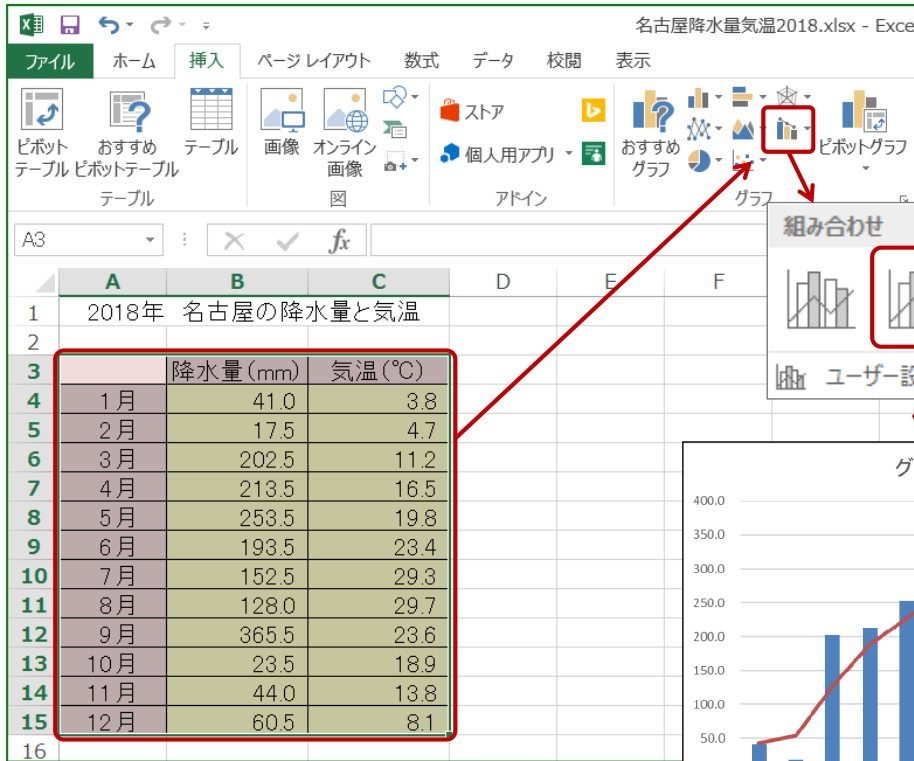 名古屋降水量気温2018.xlsx - Exce
ファイル ホーム 挿入 ページ レイアウト 数式 データ 校閲 表示
ピボット
テーブル
おすすめ
ピボットテーブル
テーブル
画像
オンライン
画像
ストア
個人用アプリ
おすすめ
グラフ
ピボットグラフ
テーブル 図 アドイン グラフ
組み合わせ
A3 fx
A B C D E F
1 2018年 名古屋の降水量と気温
2
3 降水量(mm) 気温(℃)
4 1月 41.0 3.8
5 2月 17.5 4.7
6 3月 202.5 11.2
7 4月 213.5 16.5
8 5月 253.5 19.8
9 6月 193.5 23.4
10 7月 152.5 29.3
11 8月 128.0 29.7
12 9月 365.5 23.6
13 10月 23.5 18.9
14 11月 44.0 13.8
15 12月 60.5 8.1
16
ユーザー設
グ
400.0
350.0
300.0
250.0
200.0
150.0
100.0
50.0